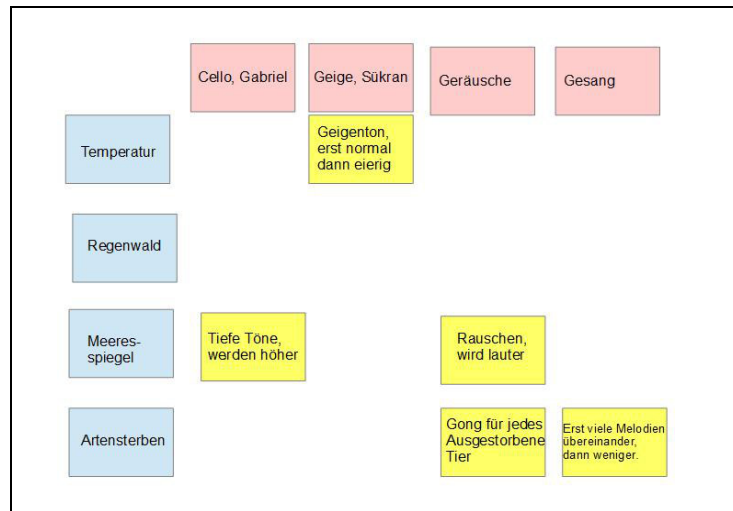 Cello, Gabriel
Geige, Sükran
Geräusche
Gesang
Temperatur
Geigenton,
erst normal
dann eierig
Regenwald
Meeres-
spiegel
Tiefe Töne,
werden höher
Rauschen,
wird lauter
Artensterben
Gong für jedes
Ausgestorbene
Tier
Erst viele Melodien
übereinander,
dann weniger.